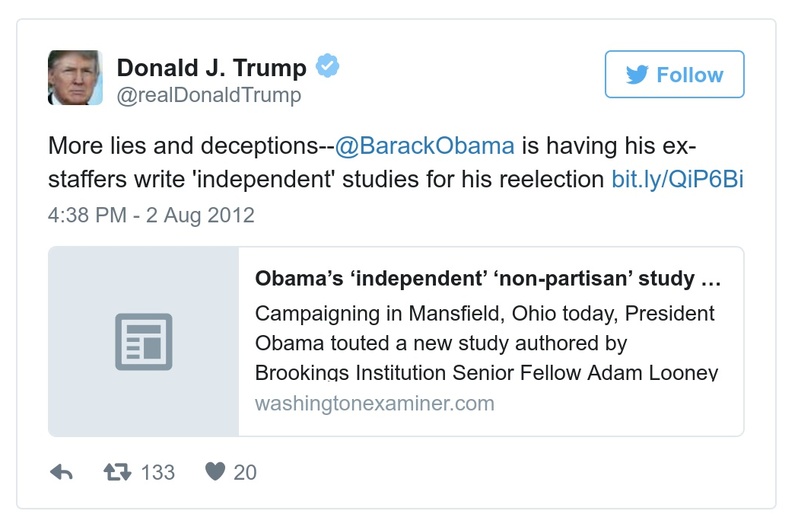 Donald J. Trump
@realDonaldTrump
Follow
More lies and deceptions--@BarackObama is having his ex-
staffers write 'independent' studies for his reelection bit.ly/QiP6Bi
4:38 PM - 2 Aug 2012
Obama’s ‘independent’ ‘non-partisan’ study ...
Campaigning in Mansfield, Ohio today, President
Obama touted a new study authored by
Brookings Institution Senior Fellow Adam Looney
washingtonexaminer.com
133 20